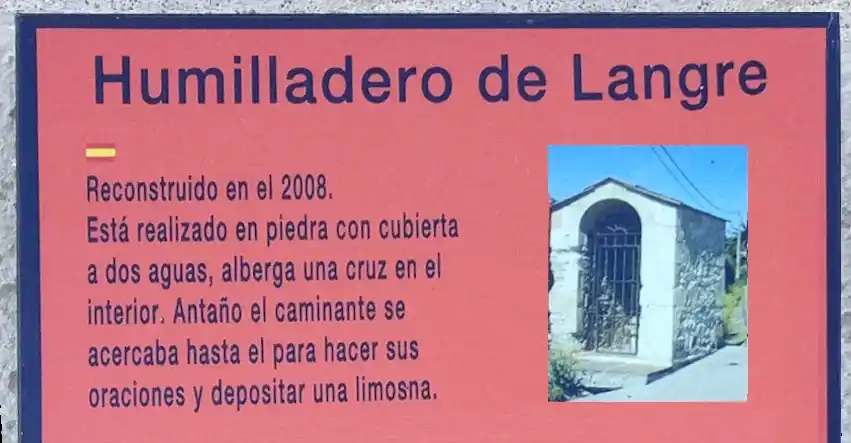 Humilladero de Langre
Reconstruido en el 2008.
Está realizado en piedra con cubierta
a dos aguas, alberga una cruz en el
interior. Antaño el caminante se
acercaba hasta el para hacer sus
oraciones y depositar una limosna.